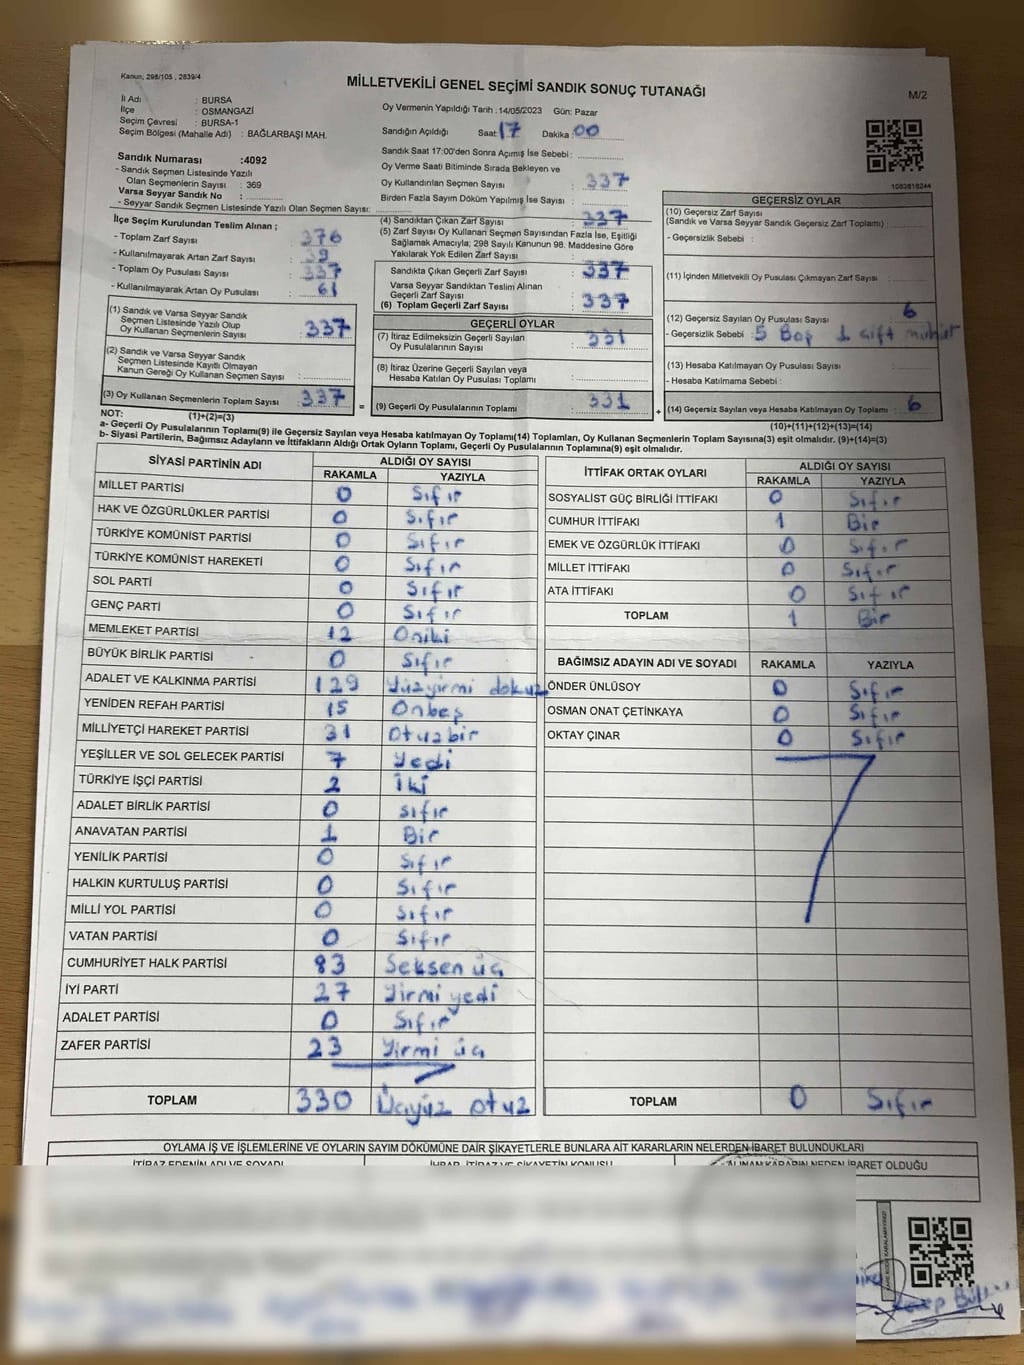 Kanun, 298/105 , 2839/4
MİLLETVEKİLİ GENEL SEÇİMİ SANDIK SONUÇ TUTANAĞI
M/2
İl Adı : BURSA
İlçe : OSMANGAZİ
Seçim Çevresi : BURSA-1
Seçim Bölgesi (Mahalle Adı) : BAĞLARBAŞI MAH.
Oy Vermenin Yapıldığı Tarih :14/05/2023 Gün: Pazar
Sandığın Açıldığı Saat 17 Dakika : 00
Sandık Saat 17:00'den Sonra Açımış İse Sebebi :
Oy Verme Saati Bitiminde Sırada Bekleyen ve
Oy Kullandırılan Seçmen Sayısı : 337
Birden Fazla Sayım Döküm Yapılmış İse Sayısı :
Sandık Numarası :4092
- Sandık Seçmen Listesinde Yazılı
Olan Seçmenlerin Sayısı : 369
Varsa Seyyar Sandık No :
- Seyyar Sandık Seçmen Listesinde Yazılı Olan Seçmen Sayısı:
İlçe Seçim Kurulundan Teslim Alınan ;
- Toplam Zarf Sayısı : 376
- Kullanılmayarak Artan Zarf Sayısı : 39
- Toplam Oy Pusulası Sayısı : 337
- Kullanılmayarak Artan Oy Pusulası : 61
(1) Sandık ve Varsa Seyyar Sandık
Seçmen Listesinde Yazılı Olup
Oy Kullanan Seçmenlerin Sayısı : 337
(2) Sandık ve Varsa Seyyar Sandık
Seçmen Listesinde Kayıtlı Olmayan
Kanun Gereği Oy Kullanan Seçmen Sayısı :
(3) Oy Kullanan Seçmenlerin Toplam Sayısı : 337
(4) Sandıktan Çıkan Zarf Sayısı : 337
(5) Zarf Sayısı Oy Kullanan Seçmen Sayısından Fazla İse, Eşitliği
Sağlamak Amacıyla; 298 Sayılı Kanunun 98. Maddesine Göre
Yakılarak Yok Edilen Zarf Sayısı :
Sandıkta Çıkan Geçerli Zarf Sayısı : 337
Varsa Seyyar Sandıktan Teslim Alınan
Geçerli Zarf Sayısı
(6) Toplam Geçerli Zarf Sayısı : 337
GEÇERLİ OYLAR
(7) İtiraz Edilmeksizin Geçerli Sayılan
Oy Pusulalarının Sayısı : 331
(8) İtiraz Üzerine Geçerli Sayılan veya
Hesaba Katılan Oy Pusulası Toplamı :
= (9) Geçerli Oy Pusulalarının Toplamı : 331
1083616244
GEÇERSİZ OYLAR
(10) Geçersiz Zarf Sayısı
(Sandık ve Varsa Seyyar Sandık Geçersiz Zarf Toplamı)
- Geçersizlik Sebebi :
(11) İçinden Milletvekili Oy Pusulası Çıkmayan Zarf Sayısı :
(12) Geçersiz Sayılan Oy Pusulası Sayısı : 6
- Geçersizlik Sebebi : 5 Boş 1 Çift mühür
(13) Hesaba Katılmayan Oy Pusulası Sayısı :
- Hesaba Katılmama Sebebi :
+ (14) Geçersiz Sayılan veya Hesaba Katılmayan Oy Toplamı : 6
NOT: (1)+(2)=(3)
(10)+(11)+(12)+(13)=(14)
a- Geçerli Oy Pusulalarının Toplamı(9) ile Geçersiz Sayılan veya Hesaba katılmayan Oy Toplamı(14) Toplamları, Oy Kullanan Seçmenlerin Toplam Sayısına(3) eşit olmalıdır. (9)+(14)=(3)
b- Siyasi Partilerin, Bağımsız Adayların ve İttifakların Aldığı Ortak Oyların Toplamı, Geçerli Oy Pusulalarının Toplamına(9) eşit olmalıdır.
SİYASİ PARTİNİN ADI ALDIĞI OY SAYISI
RAKAMLA YAZIYLA
MİLLET PARTİSİ 0 Sıfır
HAK VE ÖZGÜRLÜKLER PARTİSİ 0 Sıfır
TÜRKİYE KOMÜNİST PARTİSİ 0 Sıfır
TÜRKİYE KOMÜNİST HAREKETİ 0 Sıfır
SOL PARTİ 0 Sıfır
GENÇ PARTİ 0 Sıfır
MEMLEKET PARTİSİ 12 Oniki
BÜYÜK BİRLİK PARTİSİ 0 Sıfır
ADALET VE KALKINMA PARTİSİ 129 Yüzyirmi dokuz
YENİDEN REFAH PARTİSİ 15 Onbeş
MİLLİYETÇİ HAREKET PARTİSİ 31 Otuzbir
YEŞİLLER VE SOL GELECEK PARTİSİ 7 Yedi
TÜRKİYE İŞÇİ PARTİSİ 2 İki
ADALET BİRLİK PARTİSİ 0 Sıfır
ANAVATAN PARTİSİ 1 Bir
YENİLİK PARTİSİ 0 Sıfır
HALKIN KURTULUŞ PARTİSİ 0 Sıfır
MİLLİ YOL PARTİSİ 0 Sıfır
VATAN PARTİSİ 0 Sıfır
CUMHURİYET HALK PARTİSİ 83 Seksen üç
İYİ PARTİ 27 Yirmi yedi
ADALET PARTİSİ 0 Sıfır
ZAFER PARTİSİ 23 Yirmi üç
TOPLAM 330 Üçyüz otuz
İTTİFAK ORTAK OYLARI ALDIĞI OY SAYISI
RAKAMLA YAZIYLA
SOSYALİST GÜÇ BİRLİĞİ İTTİFAKI 0 Sıfır
CUMHUR İTTİFAKI 1 Bir
EMEK VE ÖZGÜRLÜK İTTİFAKI 0 Sıfır
MİLLET İTTİFAKI 0 Sıfır
ATA İTTİFAKI 0 Sıfır
TOPLAM 1 Bir
BAĞIMSIZ ADAYIN ADI VE SOYADI RAKAMLA YAZIYLA
ÖNDER ÜNLÜSOY 0 Sıfır
OSMAN ONAT ÇETİNKAYA 0 Sıfır
OKTAY ÇINAR 0 Sıfır
TOPLAM 0 Sıfır
OYLAMA İŞ VE İŞLEMLERİNE VE OYLARIN SAYIM DÖKÜMÜNE DAİR ŞİKAYETLERLE BUNLARA AİT KARARLARIN NELERDEN İBARET BULUNDUKLARI
İTİRAZ EDENİN ADI VE SOYADI İHBAR, İTİRAZ VE ŞİKAYETİN KONUSU ALINAN KARARIN NEDEN İBARET OLDUĞU